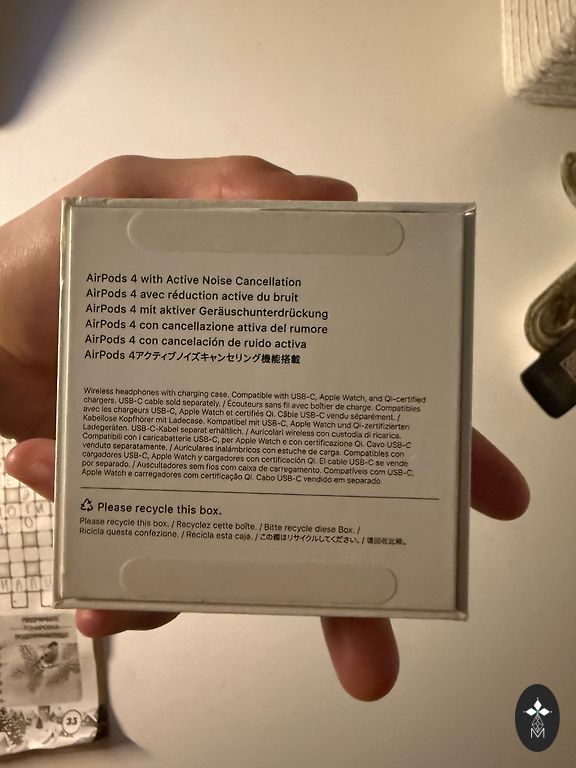 AirPods 4 with Active Noise Cancellation
AirPods 4 avec réduction active du bruit
AirPods 4 mit aktiver Geräuschunterdrückung
AirPods 4 con cancellazione attiva del rumore
AirPods 4 con cancelación de ruido activa
AirPods 4アクティブノイズキャンセリング機能搭載
Wireless headphones with charging case. Compatible with USB-C, Apple Watch, and Qi-certified
chargers. USB-C cable sold separately. / Écouteurs sans fil avec boîtier de charge. Compatibles
avec les chargeurs USB-C, Apple Watch et certifiés Qi. Câble USB-C vendu séparément. /
Kabellose Kopfhörer mit Ladecase. Kompatibel mit USB-C, Apple Watch und Qi-zertifizierten
Ladegeräten. USB-C-Kabel separat erhältlich. / Auricolari wireless con custodia di ricarica.
Compatibili con i caricabatterie USB-C, per Apple Watch e con certificazione Qi. Cavo USB-C
venduto separatamente. / Auriculares inalámbricos con estuche de carga. Compatibles con
cargadores USB-C, Apple Watch y cargadores con certificación Qi. El cable USB-C se vende
por separado. / Auscultadores sem fios com caixa de carregamento. Compatíveis com USB-C,
Apple Watch e carregadores com certificação Qi. Cabo USB-C vendido em separado.
Please recycle this box.
Please recycle this box. / Recyclez cette boîte. / Bitte recycle diese Box. /
Ricicla questa confezione. / Recicla esta caja. / この箱はリサイクルしてください。 / 请回收此箱。
33
M